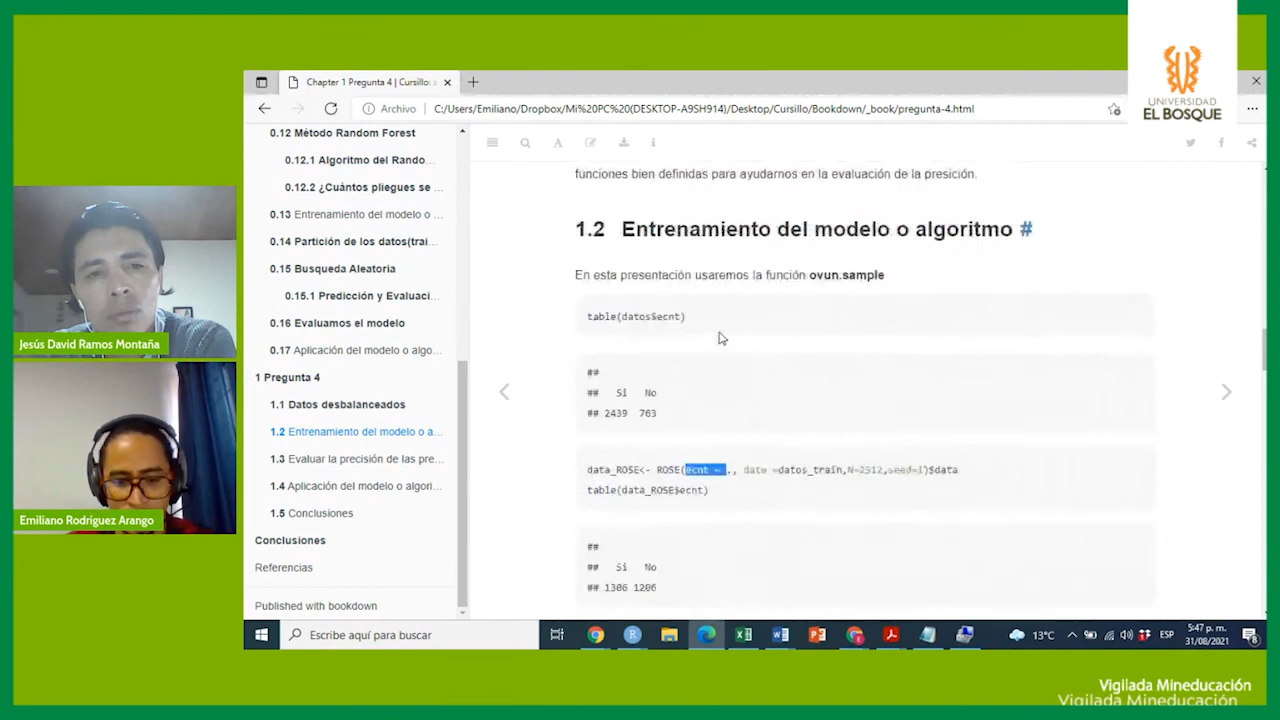 UNIVERSIDAD
EL BOSQUE
Chapter 1 Pregunta 4 | Cursillo:
Archivo
C:/Users/Emiliano/Dropbox/Mi%20PC%20(DESKTOP-A9SH914)/Desktop/Cursillo/Bookdown/_book/pregunta-4.html
0.12 Método Random Forest
0.12.1 Algoritmo del Rando…
0.12.2 ¿Cuántos pliegues se …
0.13 Entrenamiento del modelo o …
0.14 Partición de los datos(trai…
0.15 Busqueda Aleatoria
0.15.1 Predicción y Evaluaci…
0.16 Evaluamos el modelo
0.17 Aplicación del modelo o algo…
1 Pregunta 4
1.1 Datos desbalanceados
1.2 Entrenamiento del modelo o a…
1.3 Evaluar la precisión de las pre…
1.4 Aplicación del modelo o algori…
1.5 Conclusiones
Conclusiones
Referencias
Published with bookdown
funciones bien definidas para ayudarnos en la evaluación de la presición.
1.2 Entrenamiento del modelo o algoritmo #
En esta presentación usaremos la función ovun.sample
table(datos$ecnt)
##
## Si No
## 2439 763
data_ROSE<- ROSE(ecnt ~ ., data =datos_train,N=2512,seed=1)$data
table(data_ROSE$ecnt)
##
## Si No
## 1306 1206
Jesús David Ramos Montaña
Emiliano Rodríguez Arango
Escribe aquí para buscar
13°C
ESP
5:47 p. m.
31/08/2021
Vigilada Mineducación
Vigilada Mineducación